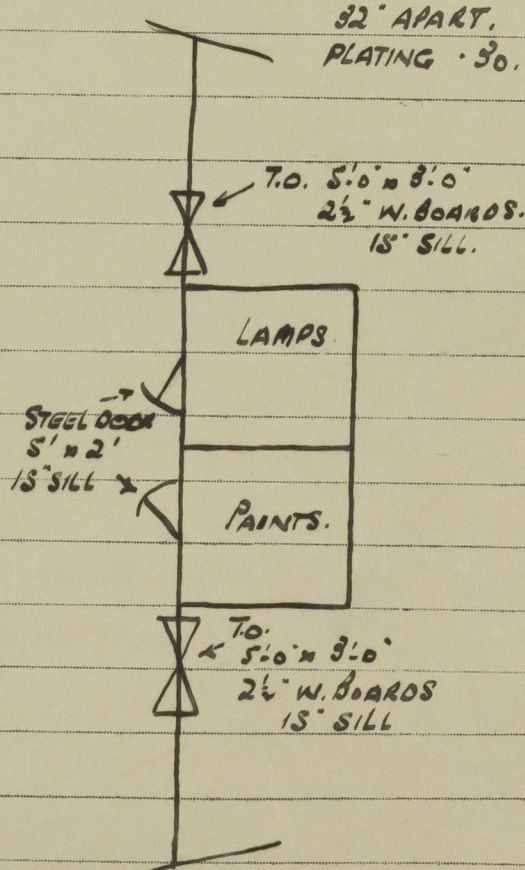 32" APART.
PLATING · 30.
T.O. 5'-0" x 3'-0"
2½" W. BOARDS.
15" SILL.
LAMPS
STEEL DOOR
5' x 2'
15" SILL
PAINTS.
T.O.
5'-0" x 3'-0"
2½" W. BOARDS
15" SILL